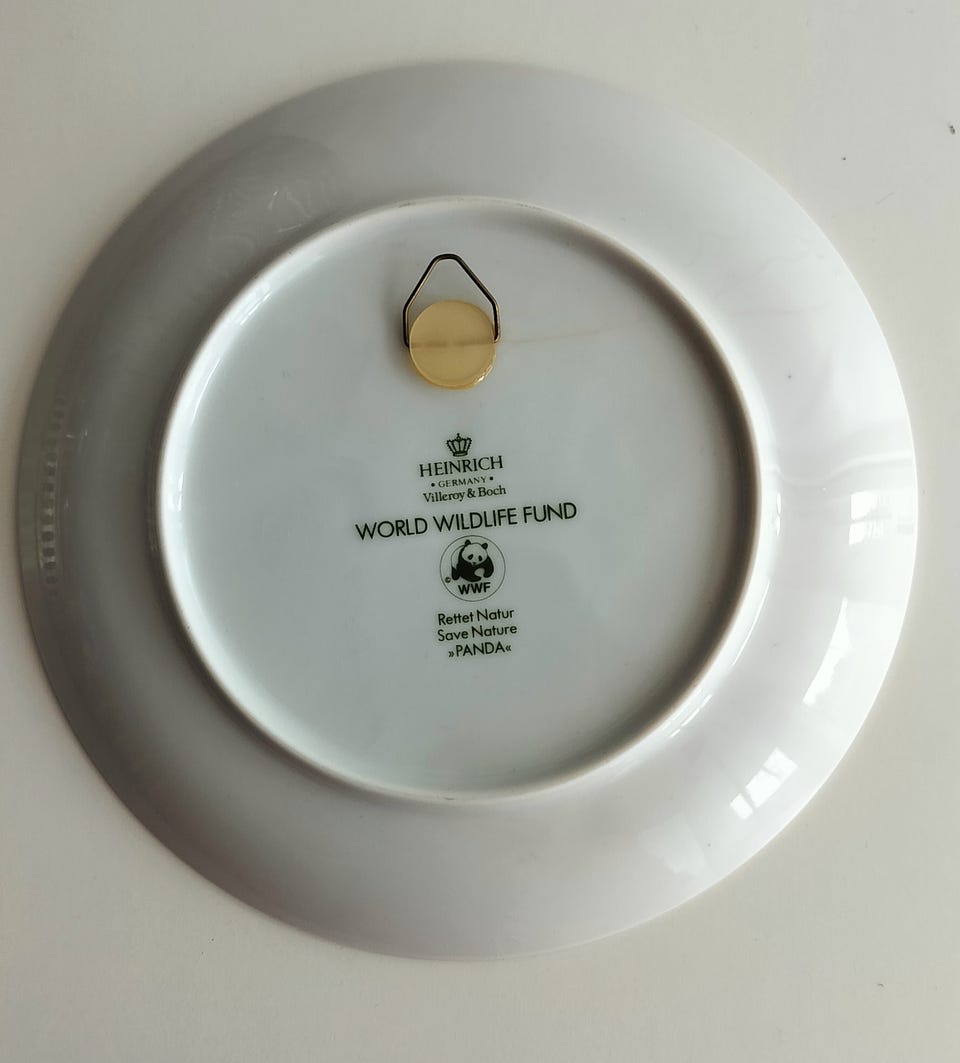 HEINRICH
• GERMANY •
Villeroy & Boch
WORLD WILDLIFE FUND
©
WWF
Rettet Natur
Save Nature
»PANDA«